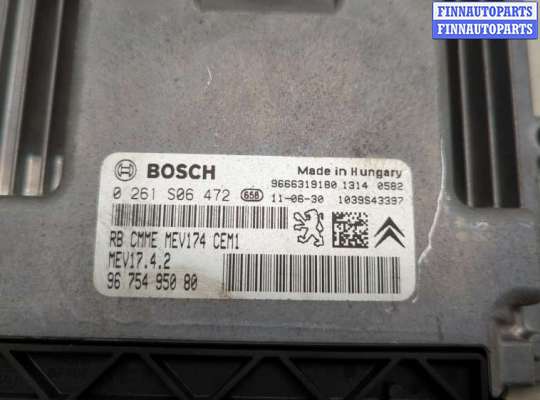 FINNAUTOPARTS
FINNAUTOPARTS
BOSCH
Made in Hungary
9666319180 1314 0582
0 261 S06 472 658 11-06-30 1039S43397
RB CMME MEV174 CEM1
MEV17.4.2
96 754 950 80